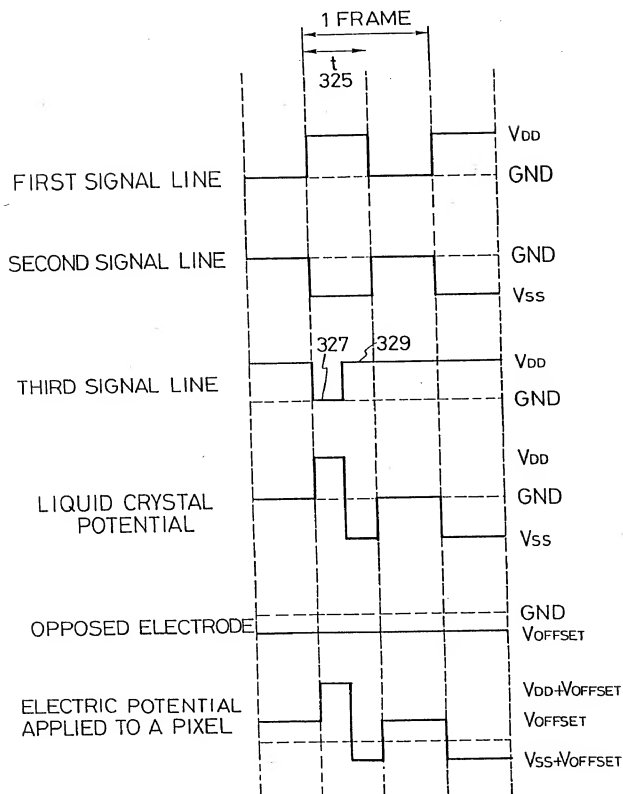 1 FRAME
t
325
VDD
FIRST SIGNAL LINE
GND
SECOND SIGNAL LINE
GND
VSS
327
329
VDD
THIRD SIGNAL LINE
GND
VDD
LIQUID CRYSTAL
POTENTIAL
GND
VSS
GND
OPPOSED ELECTRODE
VOFFSET
ELECTRIC POTENTIAL
APPLIED TO A PIXEL
VDD+VOFFSET
VOFFSET
VSS+VOFFSET